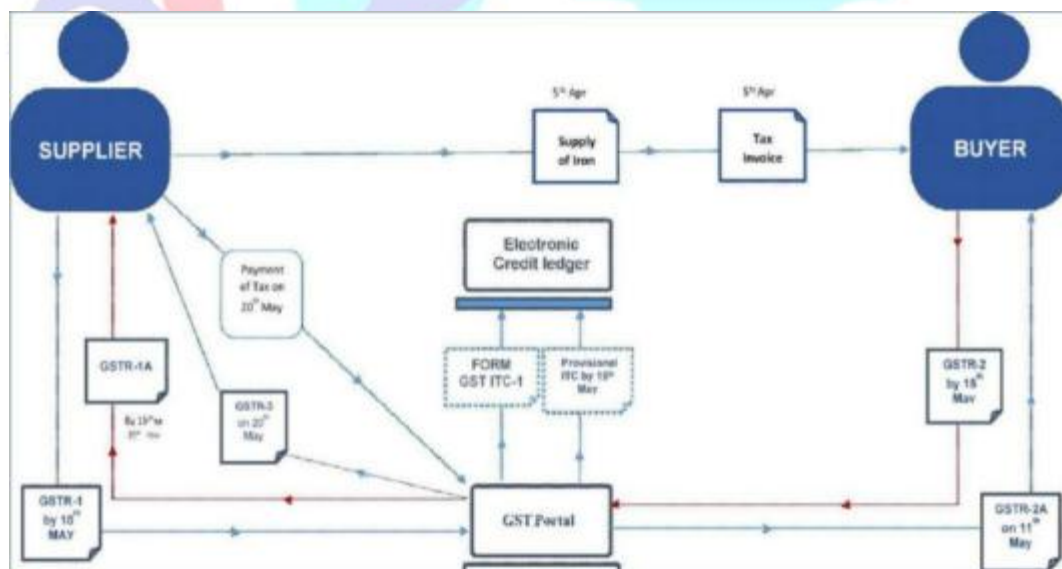 5th Apr
5th Apr
SUPPLIER
Supply
of Iron
Tax
Invoice
BUYER
Electronic
Credit ledger
Payment
of Tax on
20th May
GSTR-1A
FORM
GST ITC-1
Provisional
ITC by 15th
May
GSTR-2
by 15th
May
GSTR-3
on 20th
May
GSTR-1
by 10th
MAY
GST Portal
GSTR-2A
on 11th
May